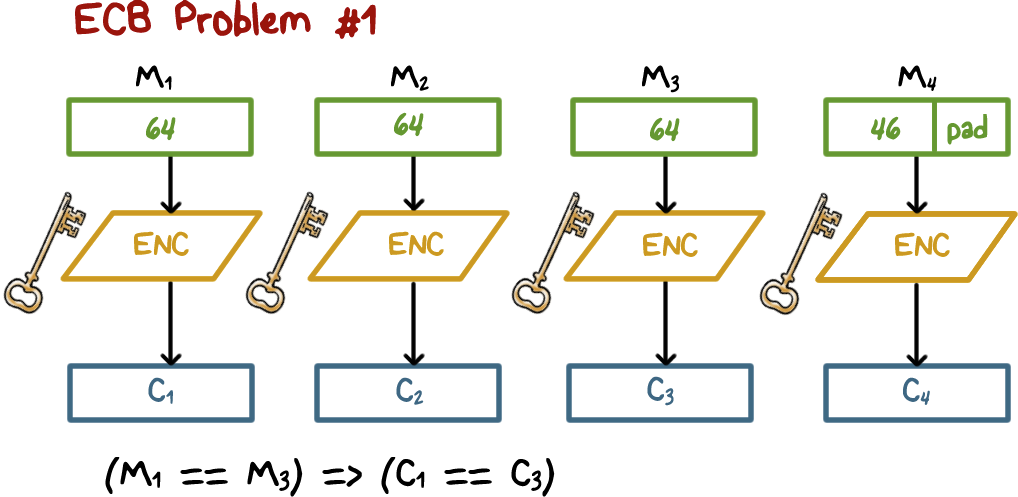 ECB Problem #1
M₁ M₂ M₃ M₄
64 64 64 46 pad
ENC ENC ENC ENC
C₁ C₂ C₃ C₄
(M₁ == M₃) => (C₁ == C₃)